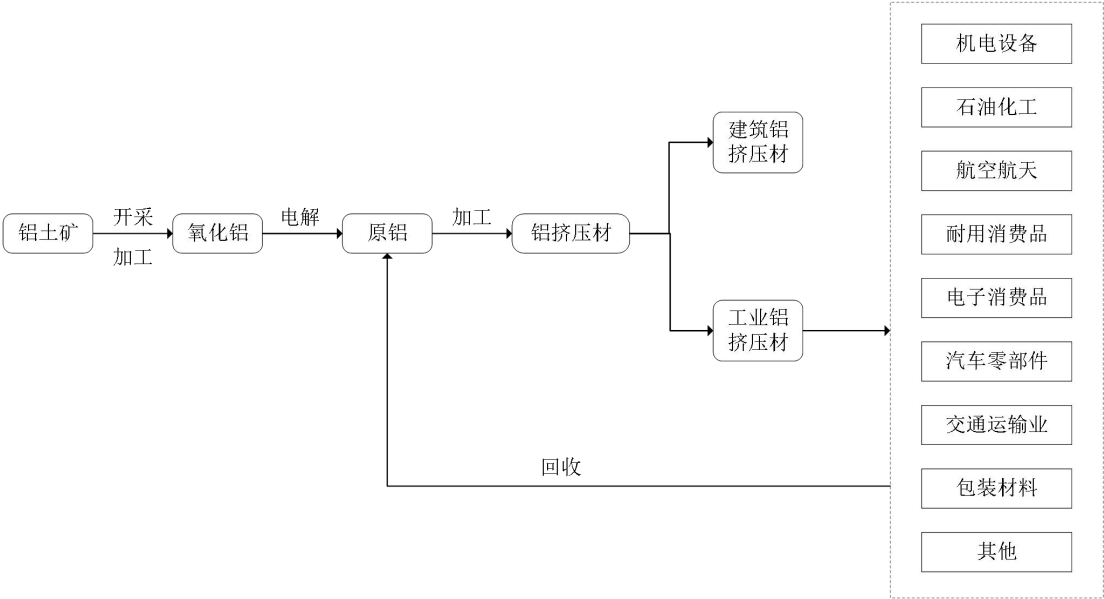 铝土矿
开采
加工
氧化铝
电解
原铝
加工
铝挤压材
建筑铝
挤压材
工业铝
挤压材
回收
机电设备
石油化工
航空航天
耐用消费品
电子消费品
汽车零部件
交通运输业
包装材料
其他